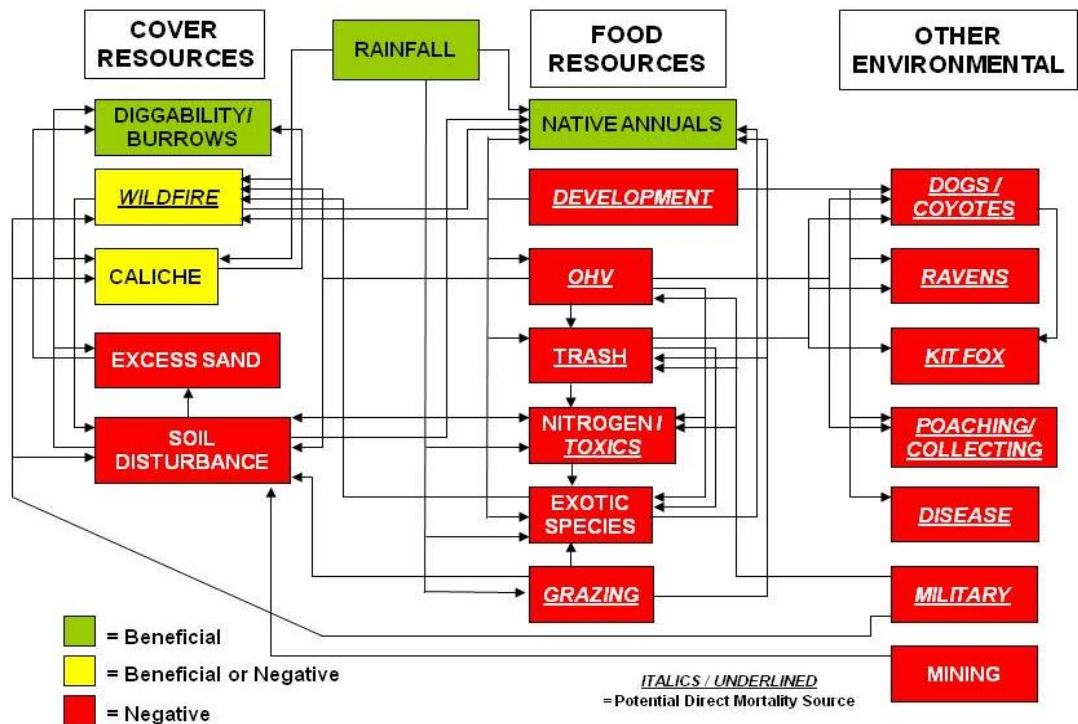 COVER
RESOURCES
RAINFALL
FOOD
RESOURCES
OTHER
ENVIRONMENTAL
DIGGABILITY/
BURROWS
NATIVE ANNUALS
WILDFIRE
DEVELOPMENT
DOGS /
COYOTES
CALICHE
OHV
RAVENS
EXCESS SAND
TRASH
KIT FOX
SOIL
DISTURBANCE
NITROGEN /
TOXICS
POACHING/
COLLECTING
EXOTIC
SPECIES
DISEASE
GRAZING
MILITARY
MINING
= Beneficial
= Beneficial or Negative
= Negative
ITALICS / UNDERLINED
= Potential Direct Mortality Source